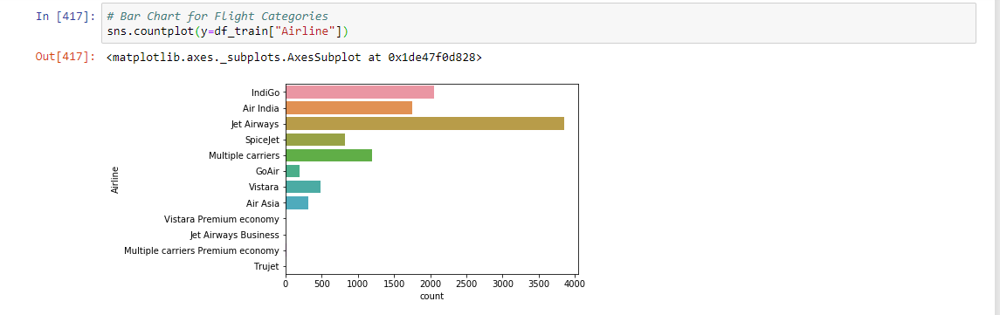 In [417]: # Bar Chart for Flight Categories
sns.countplot(y=df_train["Airline"])
Out[417]: <matplotlib.axes._subplots.AxesSubplot at 0x1de47f0d828>
IndiGo
Air India
Jet Airways
SpiceJet
Multiple carriers
GoAir
Vistara
Air Asia
Vistara Premium economy
Jet Airways Business
Multiple carriers Premium economy
Trujet
Airline
0 500 1000 1500 2000 2500 3000 3500 4000
count